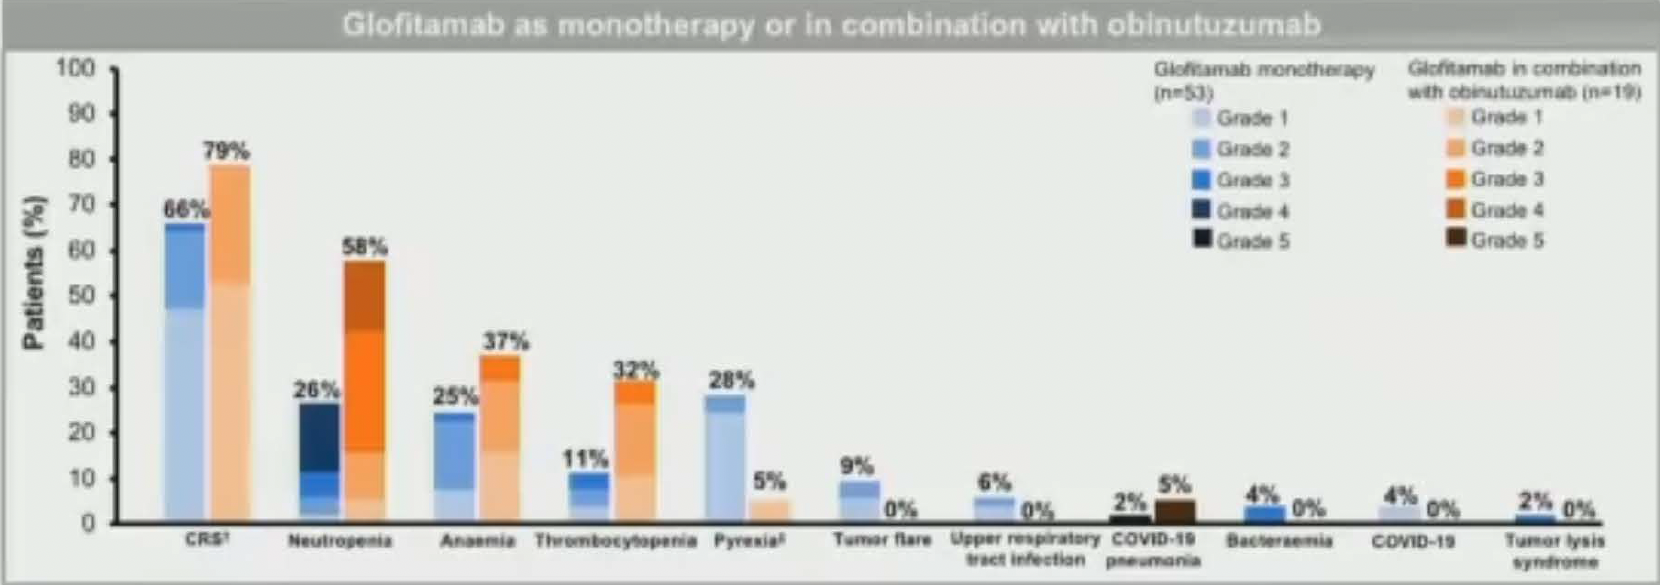 Glofitamab as monotherapy or in combination with obinutuzumab
Glofitamab monotherapy
(n=53)
Grade 1
Grade 2
Grade 3
Grade 4
Grade 5
Glofitamab in combination
with obinutuzumab (n=19)
Grade 1
Grade 2
Grade 3
Grade 4
Grade 5
Patients (%)
100
90
80
70
60
50
40
30
20
10
0
66%
79%
26%
58%
25%
37%
11%
32%
28%
5%
9%
0%
6%
0%
2%
5%
4%
0%
4%
0%
2%
0%
CRS†
Neutropenia
Anaemia
Thrombocytopenia
Pyrexia‡
Tumor flare
Upper respiratory
tract infection
COVID-19
pneumonia
Bacteraemia
COVID-19
Tumor lysis
syndrome